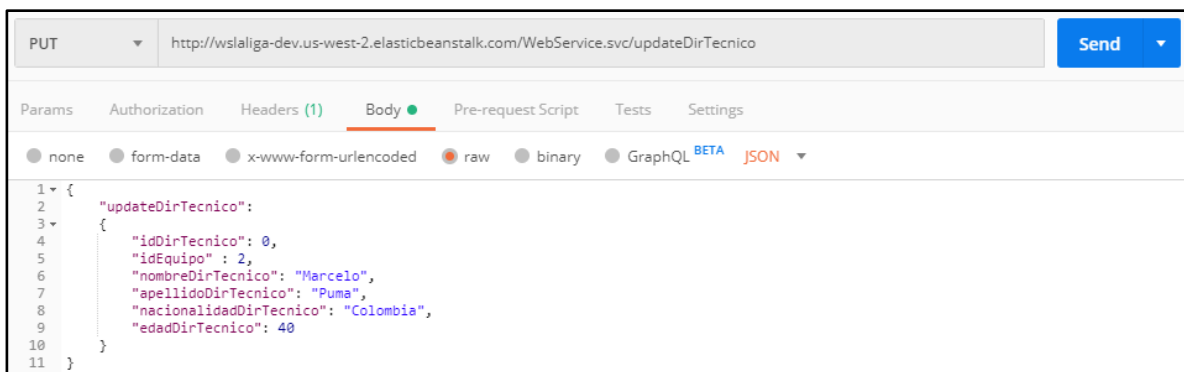 PUT http://wslaliga-dev.us-west-2.elasticbeanstalk.com/WebService.svc/updateDirTecnico Send
Params Authorization Headers (1) Body Pre-request Script Tests Settings
none form-data x-www-form-urlencoded raw binary GraphQL BETA JSON
1 {
2 "updateDirTecnico":
3 {
4 "idDirTecnico": 0,
5 "idEquipo" : 2,
6 "nombreDirTecnico": "Marcelo",
7 "apellidoDirTecnico": "Puma",
8 "nacionalidadDirTecnico": "Colombia",
9 "edadDirTecnico": 40
10 }
11 }